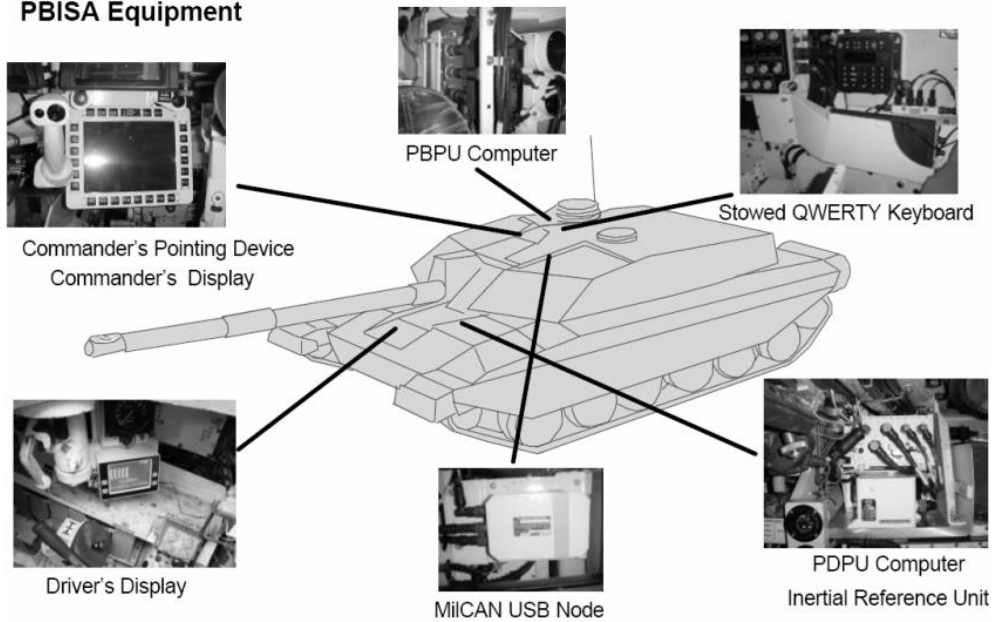 PBISA Equipment
PBPU Computer
Stowed QWERTY Keyboard
Commander's Pointing Device
Commander's Display
Driver's Display
MilCAN USB Node
PDPU Computer
Inertial Reference Unit